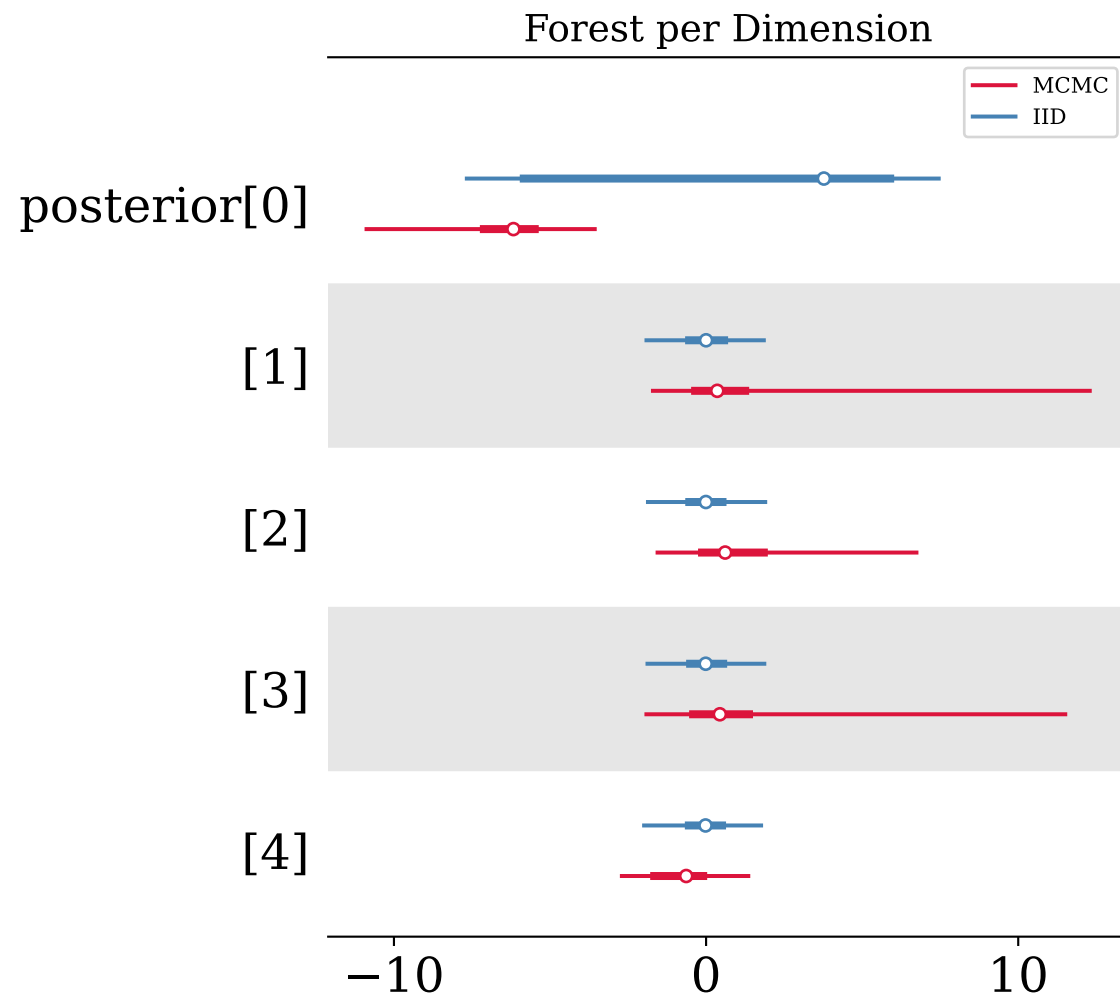 Forest per Dimension
MCMC
IID
posterior[0]
[1]
[2]
[3]
[4]
−10 0 10